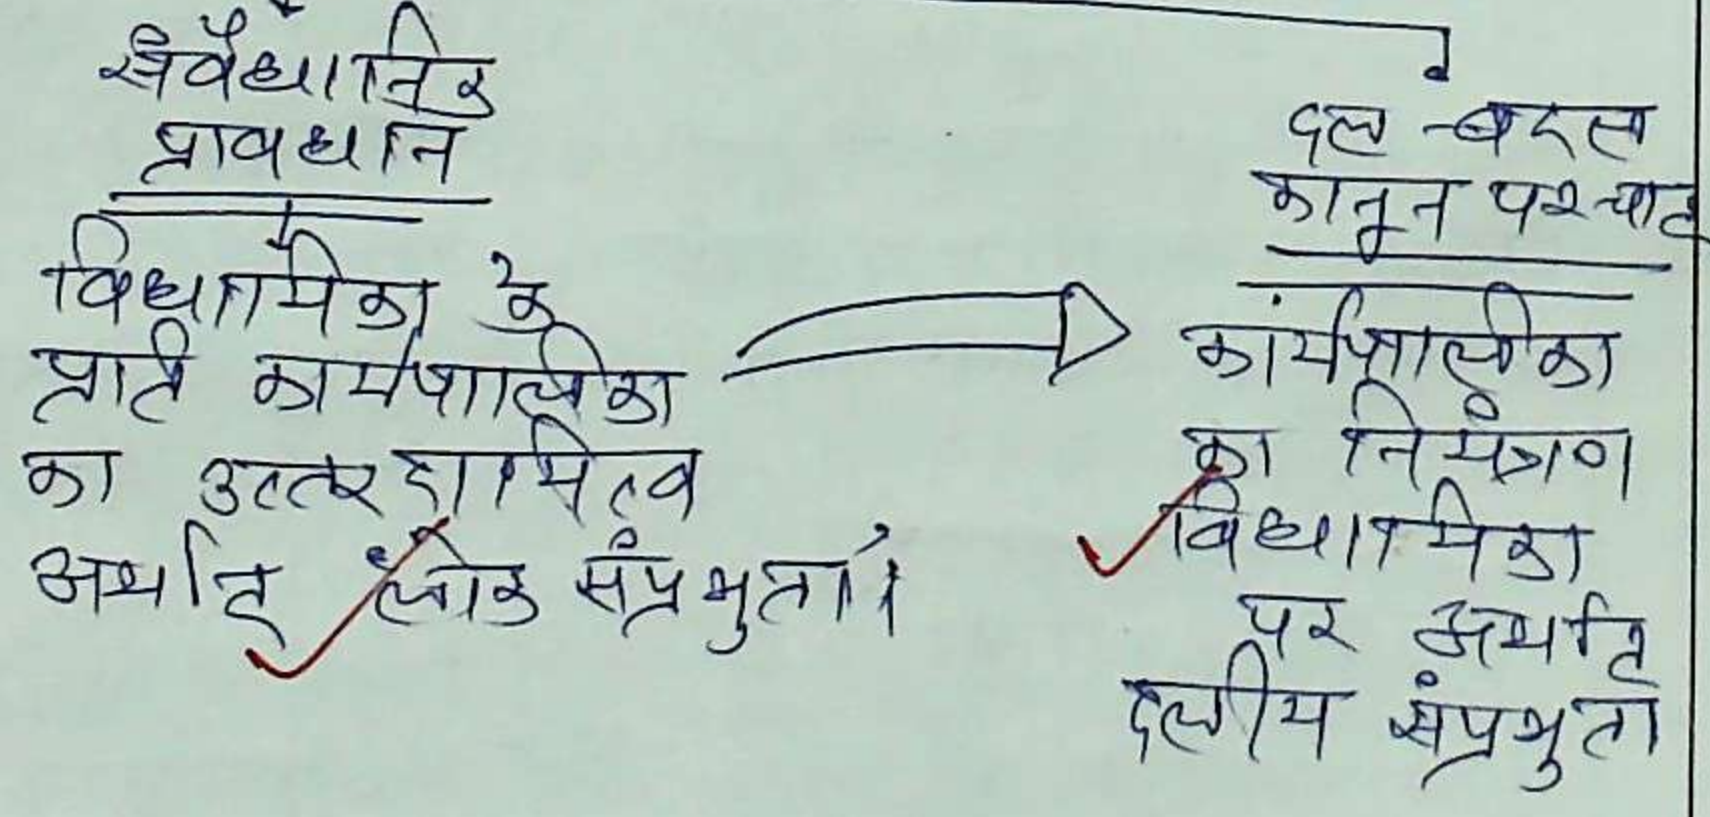 संवैधानिक
प्रावधान
विधायिका के
प्रति कार्यपालिका
का उत्तरदायित्व
अर्थात् लोक संप्रभुता।
दल-बदल
कानून पश्चात
कार्यपालिका
का नियंत्रण
विधायिका
पर अर्थात्
दलीय संप्रभुता